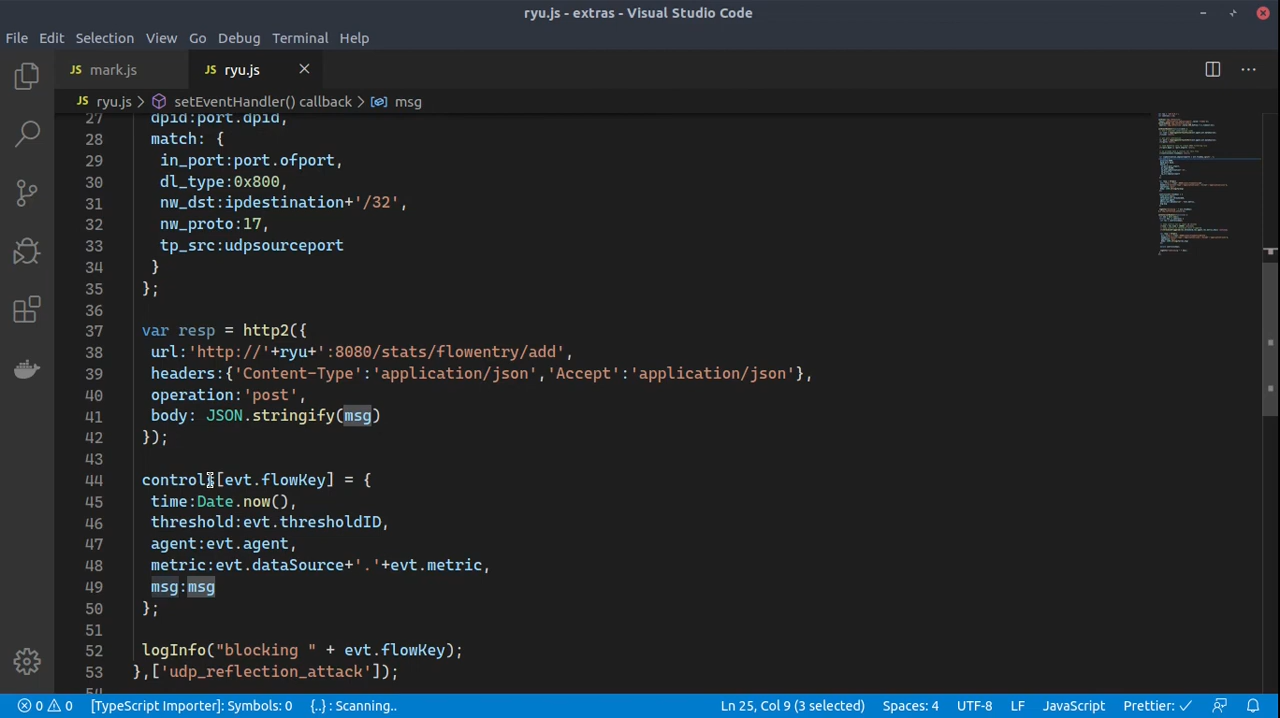 ryu.js - extras - Visual Studio Code
File Edit Selection View Go Debug Terminal Help
JS mark.js JS ryu.js
JS ryu.js > setEventHandler() callback > msg
27 dpid:port.dpid,
28 match: {
29 in_port:port.ofport,
30 dl_type:0x800,
31 nw_dst:ipdestination+'/32',
32 nw_proto:17,
33 tp_src:udpsourceport
34 }
35 };
36
37 var resp = http2({
38 url:'http://'+ryu+':8080/stats/flowentry/add',
39 headers:{'Content-Type':'application/json','Accept':'application/json'},
40 operation:'post',
41 body: JSON.stringify(msg)
42 });
43
44 controls[evt.flowKey] = {
45 time:Date.now(),
46 threshold:evt.thresholdID,
47 agent:evt.agent,
48 metric:evt.dataSource+'.'+evt.metric,
49 msg:msg
50 };
51
52 logInfo("blocking " + evt.flowKey);
53 },['udp_reflection_attack']);
0 0 [TypeScript Importer]: Symbols: 0 {..} : Scanning.. Ln 25, Col 9 (3 selected) Spaces: 4 UTF-8 LF JavaScript Prettier: ✓